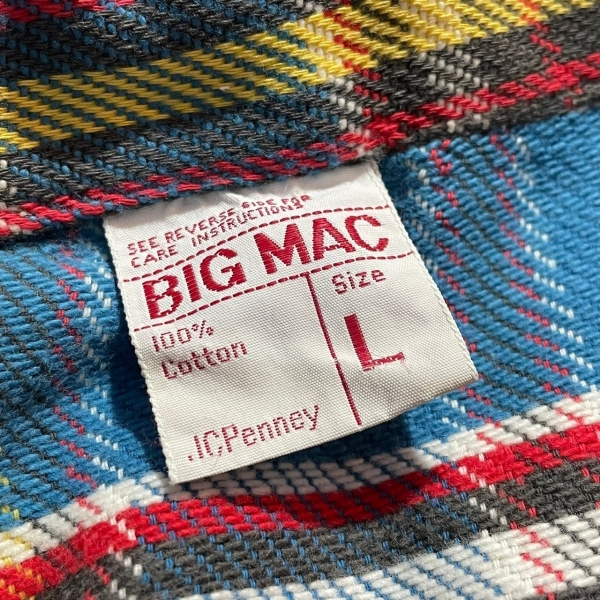 SEE REVERSE SIDE FOR
CARE INSTRUCTIONS
BIG MAC
100%
Cotton
Size
L
JCPenney